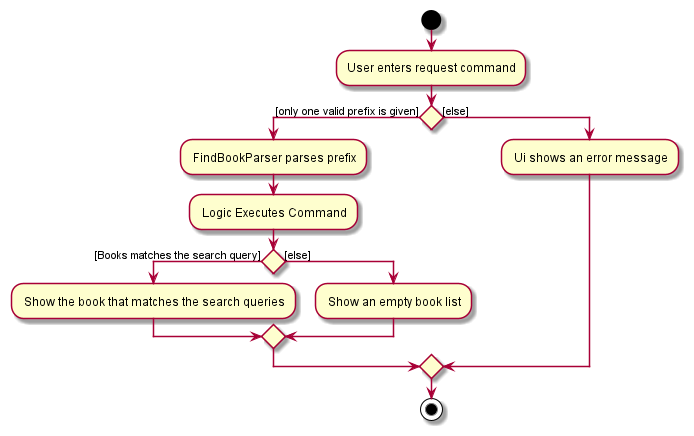 User enters request command
[only one valid prefix is given]
[else]
FindBookParser parses prefix
Ui shows an error message
Logic Executes Command
[Books matches the search query]
[else]
Show the book that matches the search queries
Show an empty book list